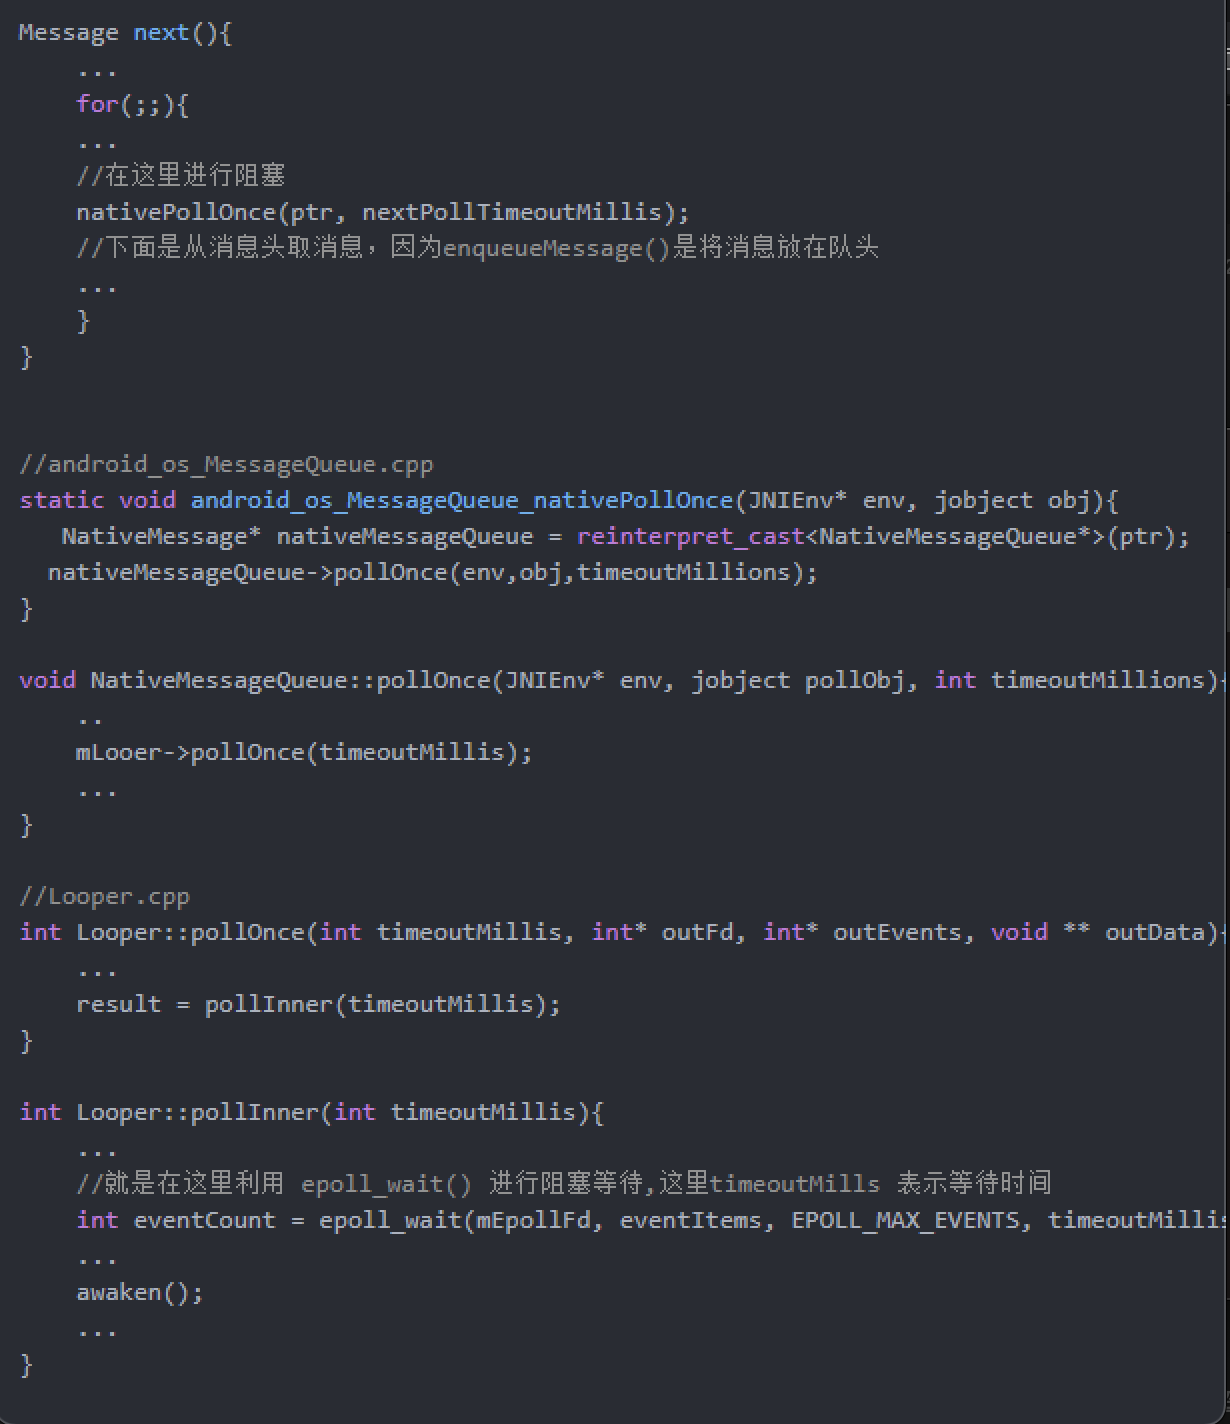 Message next(){
...
for(;;){
...
//在这里进行阻塞
nativePollOnce(ptr, nextPollTimeoutMillis);
//下面是从消息头取消息，因为enqueueMessage()是将消息放在队头
...
}
}
//android_os_MessageQueue.cpp
static void android_os_MessageQueue_nativePollOnce(JNIEnv* env, jobject obj){
NativeMessage* nativeMessageQueue = reinterpret_cast<NativeMessageQueue*>(ptr);
nativeMessageQueue->pollOnce(env,obj,timeoutMillions);
}
void NativeMessageQueue::pollOnce(JNIEnv* env, jobject pollObj, int timeoutMillions){
..
mLooer->pollOnce(timeoutMillis);
...
}
//Looper.cpp
int Looper::pollOnce(int timeoutMillis, int* outFd, int* outEvents, void ** outData){
...
result = pollInner(timeoutMillis);
}
int Looper::pollInner(int timeoutMillis){
...
//就是在这里利用 epoll_wait() 进行阻塞等待,这里timeoutMills 表示等待时间
int eventCount = epoll_wait(mEpollFd, eventItems, EPOLL_MAX_EVENTS, timeoutMillis
...
awaken();
...
}